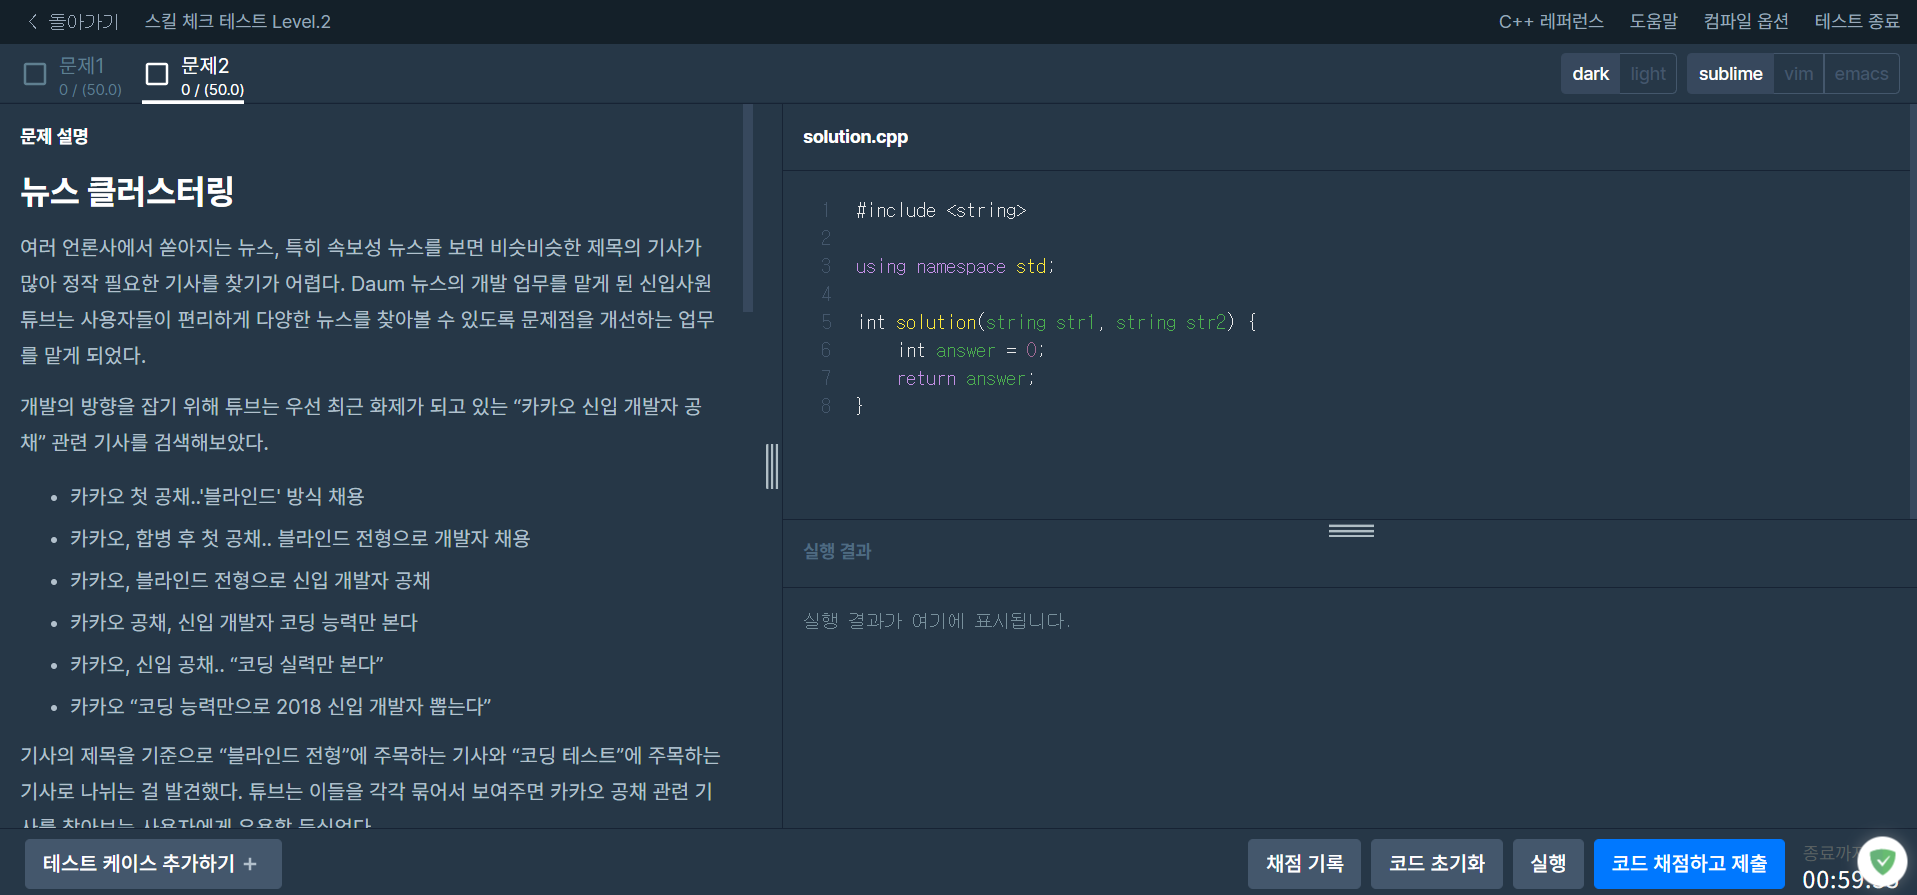 돌아가기 스킬 체크 테스트 Level.2 C++ 레퍼런스 도움말 컴파일 옵션 테스트 종료
문제1 문제2 dark light sublime vim emacs
0 / (50.0) 0 / (50.0)
문제 설명
뉴스 클러스터링
여러 언론사에서 쏟아지는 뉴스, 특히 속보성 뉴스를 보면 비슷비슷한 제목의 기사가
많아 정작 필요한 기사를 찾기가 어렵다. Daum 뉴스의 개발 업무를 맡게 된 신입사원
튜브는 사용자들이 편리하게 다양한 뉴스를 찾아볼 수 있도록 문제점을 개선하는 업무
를 맡게 되었다.
개발의 방향을 잡기 위해 튜브는 우선 최근 화제가 되고 있는 “카카오 신입 개발자 공
채” 관련 기사를 검색해보았다.
• 카카오 첫 공채..'블라인드' 방식 채용
• 카카오, 합병 후 첫 공채.. 블라인드 전형으로 개발자 채용
• 카카오, 블라인드 전형으로 신입 개발자 공채
• 카카오 공채, 신입 개발자 코딩 능력만 본다
• 카카오, 신입 공채.. “코딩 실력만 본다”
• 카카오 “코딩 능력만으로 2018 신입 개발자 뽑는다”
기사의 제목을 기준으로 “블라인드 전형”에 주목하는 기사와 “코딩 테스트”에 주목하는
기사로 나뉘는 걸 발견했다. 튜브는 이들을 각각 묶어서 보여주면 카카오 공채 관련 기
사를 찾아보는 사용자에게 유용할 듯싶었다.
solution.cpp
1 #include <string>
2
3 using namespace std;
4
5 int solution(string str1, string str2) {
6 int answer = 0;
7 return answer;
8 }
실행 결과
실행 결과가 여기에 표시됩니다.
테스트 케이스 추가하기 + 채점 기록 코드 초기화 실행 코드 채점하고 제출
종료까지
00:59